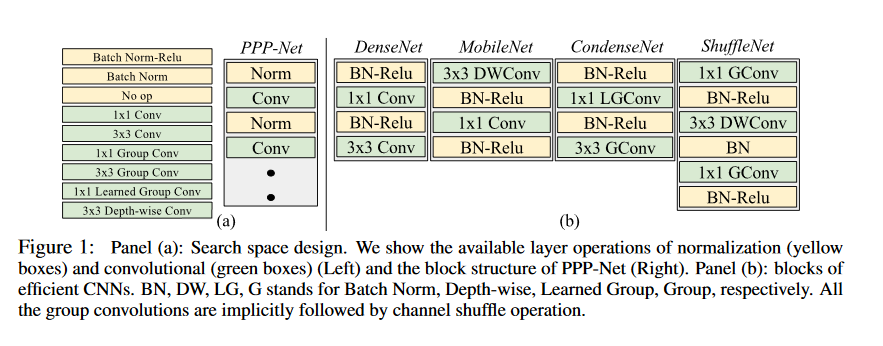 Batch Norm-Relu
Batch Norm
No op
1x1 Conv
3x3 Conv
1x1 Group Conv
3x3 Group Conv
1x1 Learned Group Conv
3x3 Depth-wise Conv
PPP-Net
Norm
Conv
Norm
Conv
(a)
DenseNet
BN-Relu
1x1 Conv
BN-Relu
3x3 Conv
MobileNet
3x3 DWConv
BN-Relu
1x1 Conv
BN-Relu
CondenseNet
BN-Relu
1x1 LGConv
BN-Relu
3x3 GConv
ShuffleNet
1x1 GConv
BN-Relu
3x3 DWConv
BN
1x1 GConv
BN-Relu
(b)
Figure 1: Panel (a): Search space design. We show the available layer operations of normalization (yellow
boxes) and convolutional (green boxes) (Left) and the block structure of PPP-Net (Right). Panel (b): blocks of
efficient CNNs. BN, DW, LG, G stands for Batch Norm, Depth-wise, Learned Group, Group, respectively. All
the group convolutions are implicitly followed by channel shuffle operation.